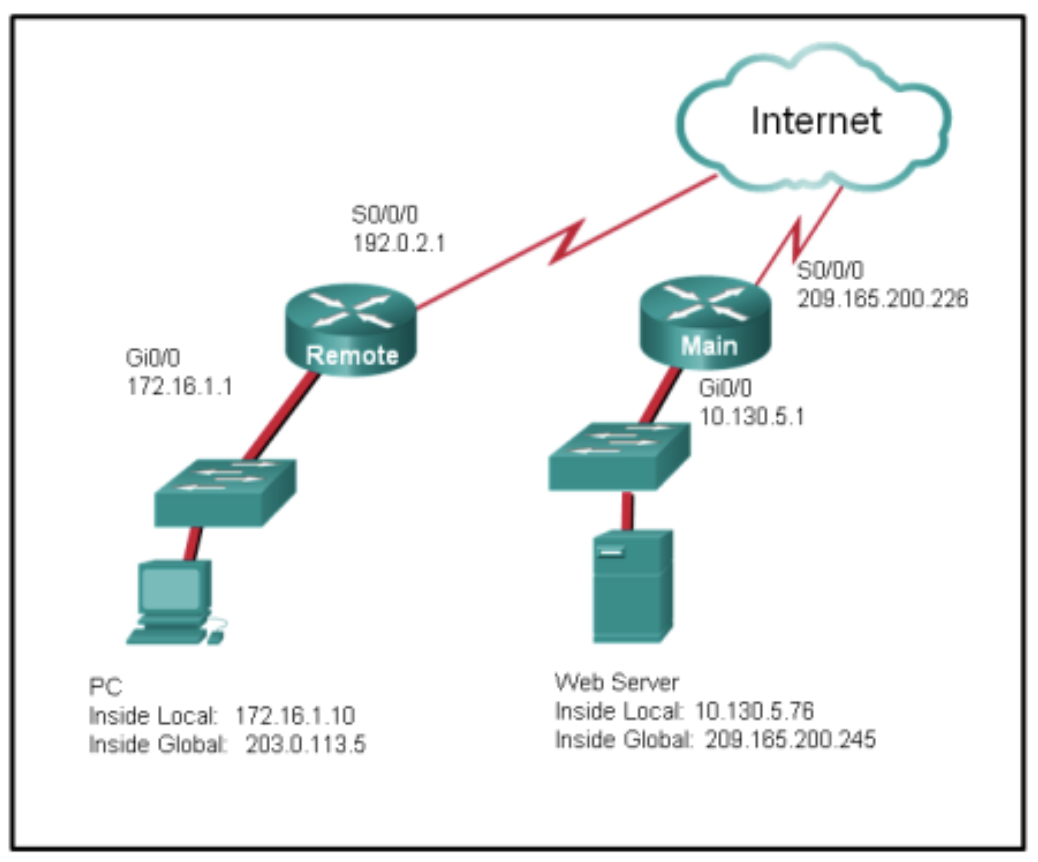 Internet
S0/0/0
192.0.2.1
S0/0/0
209.165.200.226
Remote
Main
Gi0/0
172.16.1.1
Gi0/0
10.130.5.1
PC
Inside Local: 172.16.1.10
Inside Global: 203.0.113.5
Web Server
Inside Local: 10.130.5.76
Inside Global: 209.165.200.245